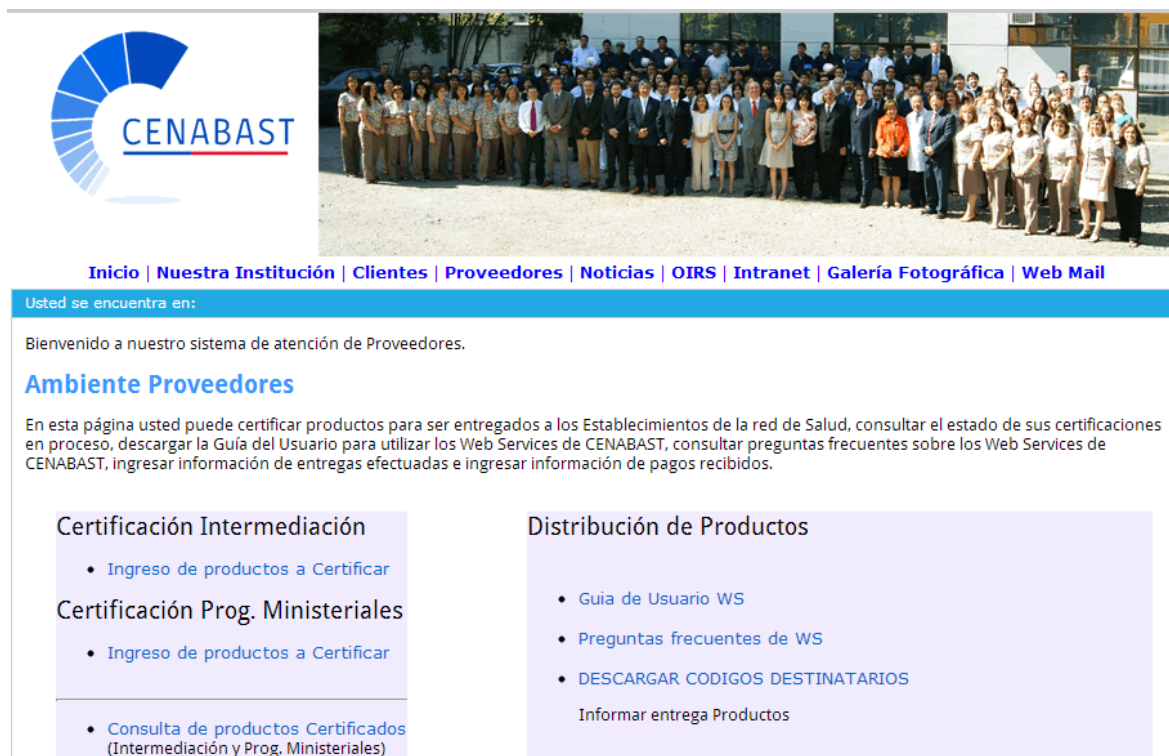 CENABAST
Inicio | Nuestra Institución | Clientes | Proveedores | Noticias | OIRS | Intranet | Galería Fotográfica | Web Mail
Usted se encuentra en:
Bienvenido a nuestro sistema de atención de Proveedores.
Ambiente Proveedores
En esta página usted puede certificar productos para ser entregados a los Establecimientos de la red de Salud, consultar el estado de sus certificaciones
en proceso, descargar la Guía del Usuario para utilizar los Web Services de CENABAST, consultar preguntas frecuentes sobre los Web Services de
CENABAST, ingresar información de entregas efectuadas e ingresar información de pagos recibidos.
Certificación Intermediación
• Ingreso de productos a Certificar
Certificación Prog. Ministeriales
• Ingreso de productos a Certificar
• Consulta de productos Certificados
(Intermediación y Prog. Ministeriales)
Distribución de Productos
• Guia de Usuario WS
• Preguntas frecuentes de WS
• DESCARGAR CODIGOS DESTINATARIOS
Informar entrega Productos